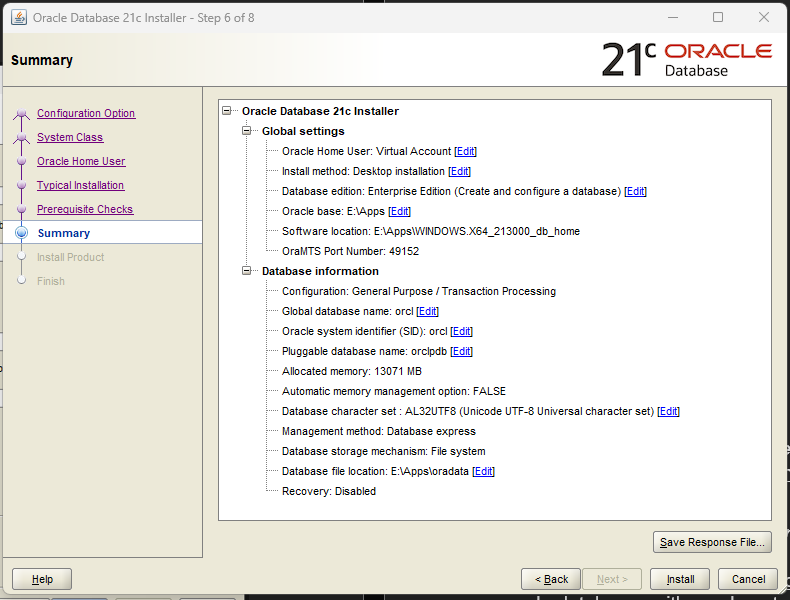 Oracle Database 21c Installer - Step 6 of 8
Summary
21c ORACLE
Database
Configuration Option
System Class
Oracle Home User
Typical Installation
Prerequisite Checks
Summary
Install Product
Finish
Oracle Database 21c Installer
Global settings
Oracle Home User: Virtual Account [Edit]
Install method: Desktop installation [Edit]
Database edition: Enterprise Edition (Create and configure a database) [Edit]
Oracle base: E:\Apps [Edit]
Software location: E:\Apps\WINDOWS.X64_213000_db_home
OraMTS Port Number: 49152
Database information
Configuration: General Purpose / Transaction Processing
Global database name: orcl [Edit]
Oracle system identifier (SID): orcl [Edit]
Pluggable database name: orclpdb [Edit]
Allocated memory: 13071 MB
Automatic memory management option: FALSE
Database character set : AL32UTF8 (Unicode UTF-8 Universal character set) [Edit]
Management method: Database express
Database storage mechanism: File system
Database file location: E:\Apps\oradata [Edit]
Recovery: Disabled
Save Response File...
Help
< Back
Next >
Install
Cancel